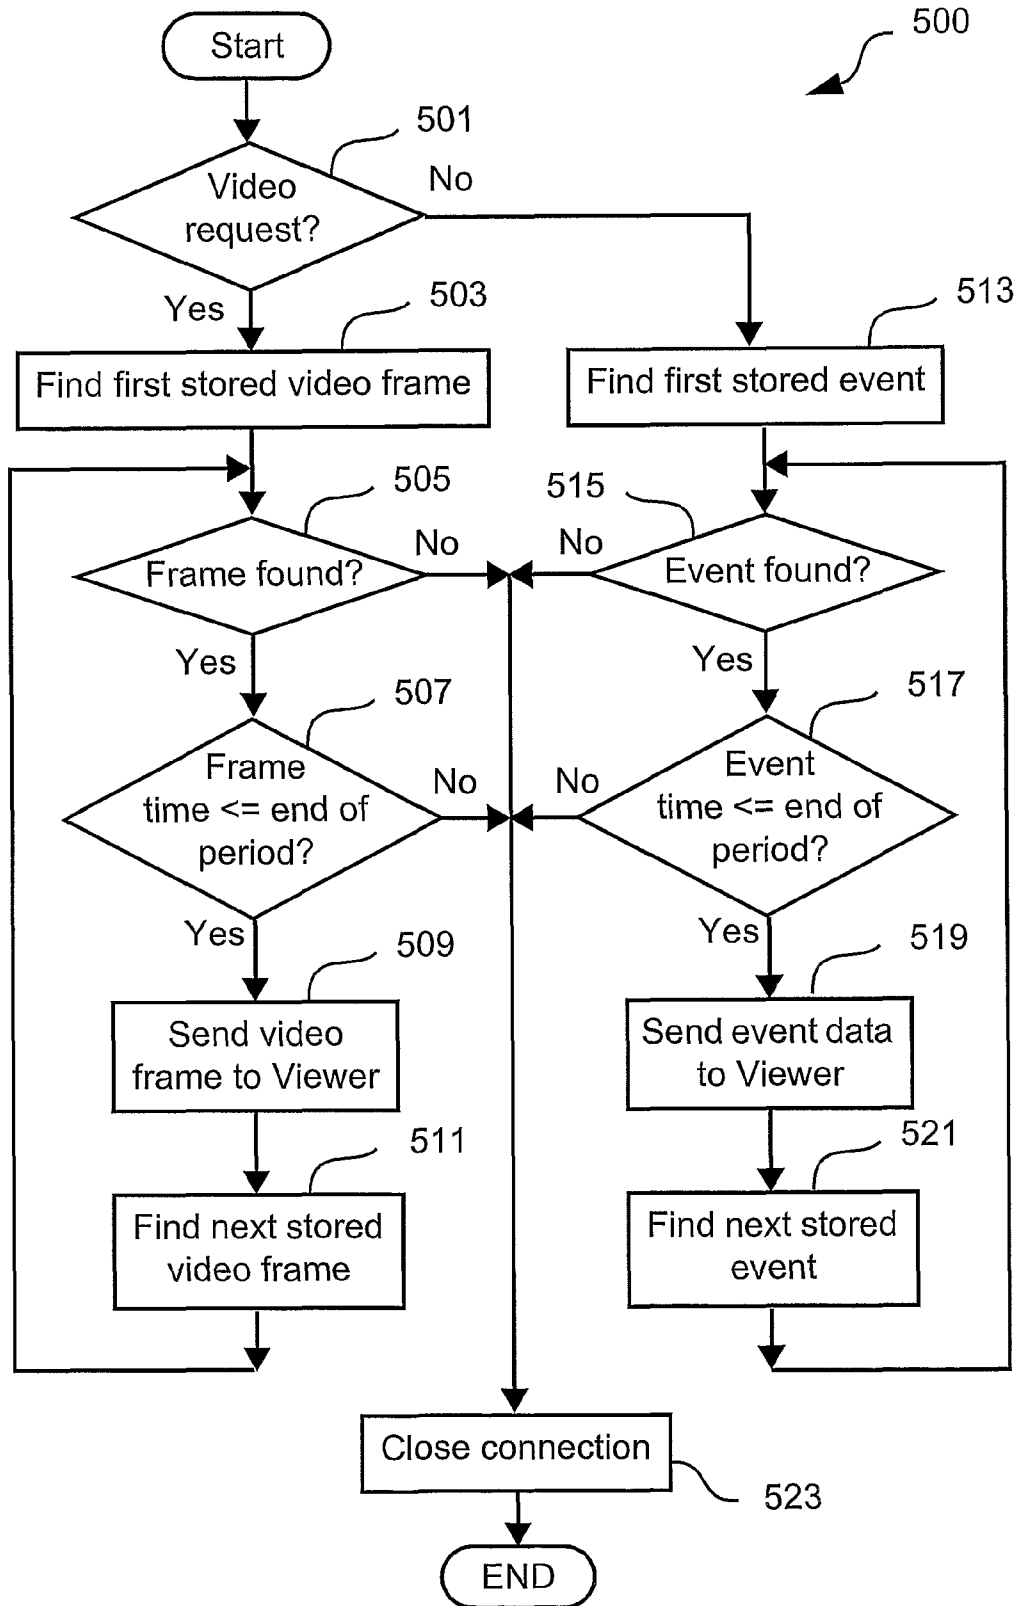 Start
500
501
Video
request?
No
Yes
503
513
Find first stored video frame
Find first stored event
505
515
No
No
Frame found?
Event found?
Yes
Yes
507
517
Frame
time <= end of
period?
No
No
Event
time <= end of
period?
Yes
Yes
509
519
Send video
frame to Viewer
Send event data
to Viewer
511
521
Find next stored
video frame
Find next stored
event
Close connection
523
END